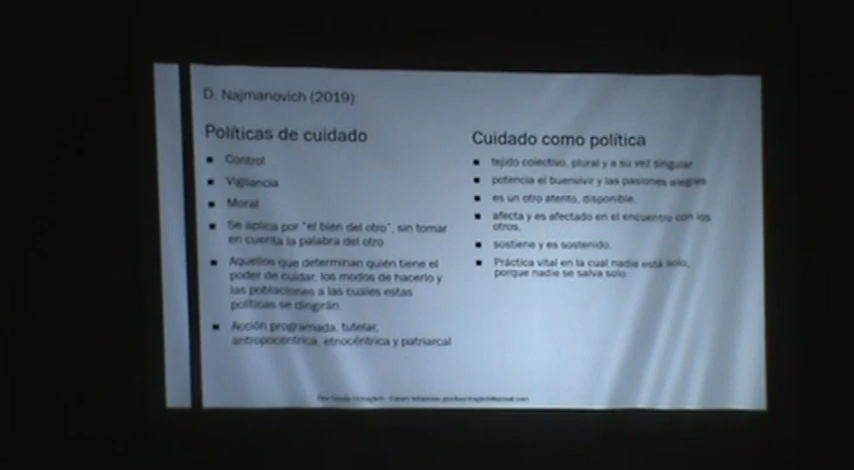 D. Najmanovich (2019):
Políticas de cuidado
■ Control
■ Vigilancia
■ Moral
■ Se aplica por "el bien del otro", sin tomar
en cuenta la palabra del otro
■ Aquellos que determinan quién tiene el
poder de cuidar, los modos de hacerlo y
las poblaciones a las cuales estas
políticas se dirigirán.
■ Acción programada, tutelar,
antropocéntrica, etnocéntrica y patriarcal
Cuidado como política
■ tejido colectivo, plural y a su vez singular
■ potencia el buenvivir y las pasiones alegres
■ es un otro atento, disponible.
■ afecta y es afectado en el encuentro con los
otros.
■ sostiene y es sostenido.
■ Práctica vital en la cual nadie está solo,
porque nadie se salva solo